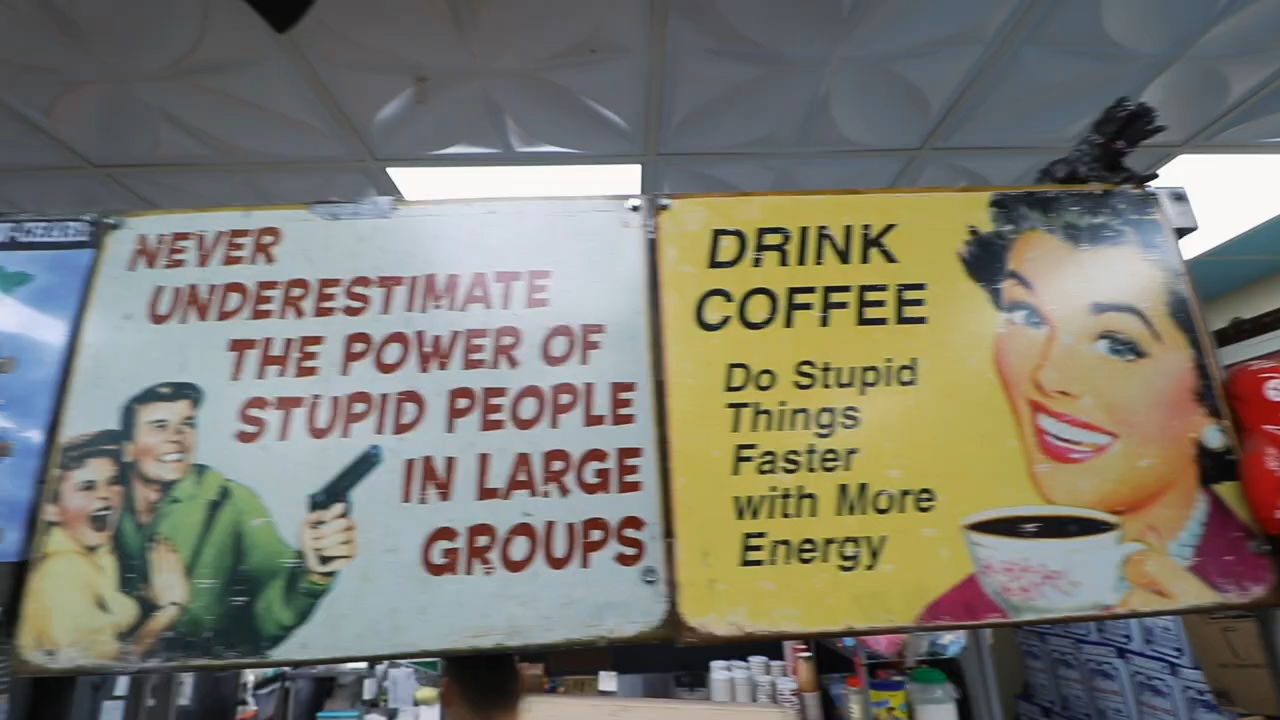 NEVER
UNDERESTIMATE
THE POWER OF
STUPID PEOPLE
IN LARGE
GROUPS
DRINK
COFFEE
Do Stupid
Things
Faster
with More
Energy